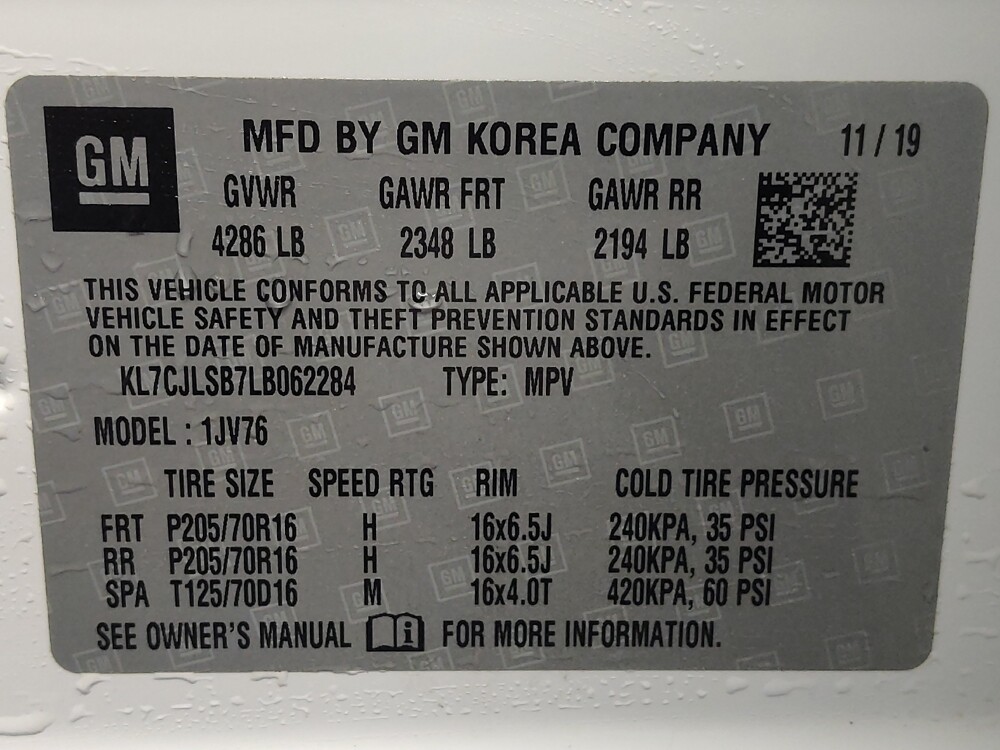 GM MFD BY GM KOREA COMPANY 11 / 19
GVWR GAWR FRT GAWR RR
4286 LB 2348 LB 2194 LB
THIS VEHICLE CONFORMS TO ALL APPLICABLE U.S. FEDERAL MOTOR
VEHICLE SAFETY AND THEFT PREVENTION STANDARDS IN EFFECT
ON THE DATE OF MANUFACTURE SHOWN ABOVE.
KL7CJLSB7LB062284 TYPE: MPV
MODEL : 1JV76
TIRE SIZE SPEED RTG RIM COLD TIRE PRESSURE
FRT P205/70R16 H 16x6.5J 240KPA, 35 PSI
RR P205/70R16 H 16x6.5J 240KPA, 35 PSI
SPA T125/70D16 M 16x4.0T 420KPA, 60 PSI
SEE OWNER'S MANUAL i FOR MORE INFORMATION.